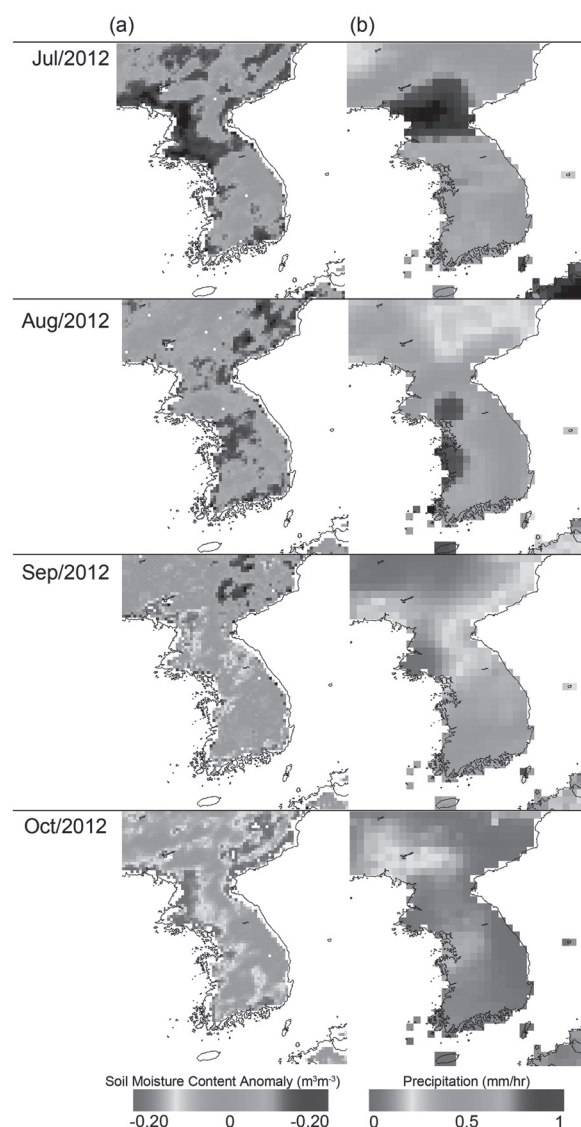 (a) (b)
Jul/2012
Aug/2012
Sep/2012
Oct/2012
Soil Moisture Content Anomaly (m³m-³) Precipitation (mm/hr)
-0.20 0 -0.20 0 0.5 1